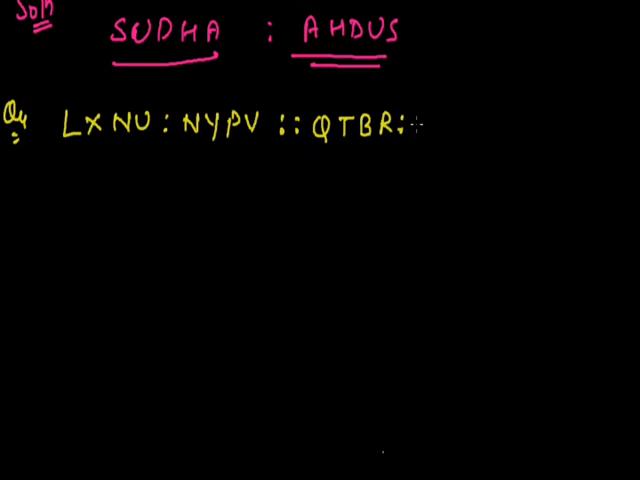 Soln SUDHA : AHDUS
Q4 LXNU : NYPV :: QTBR :